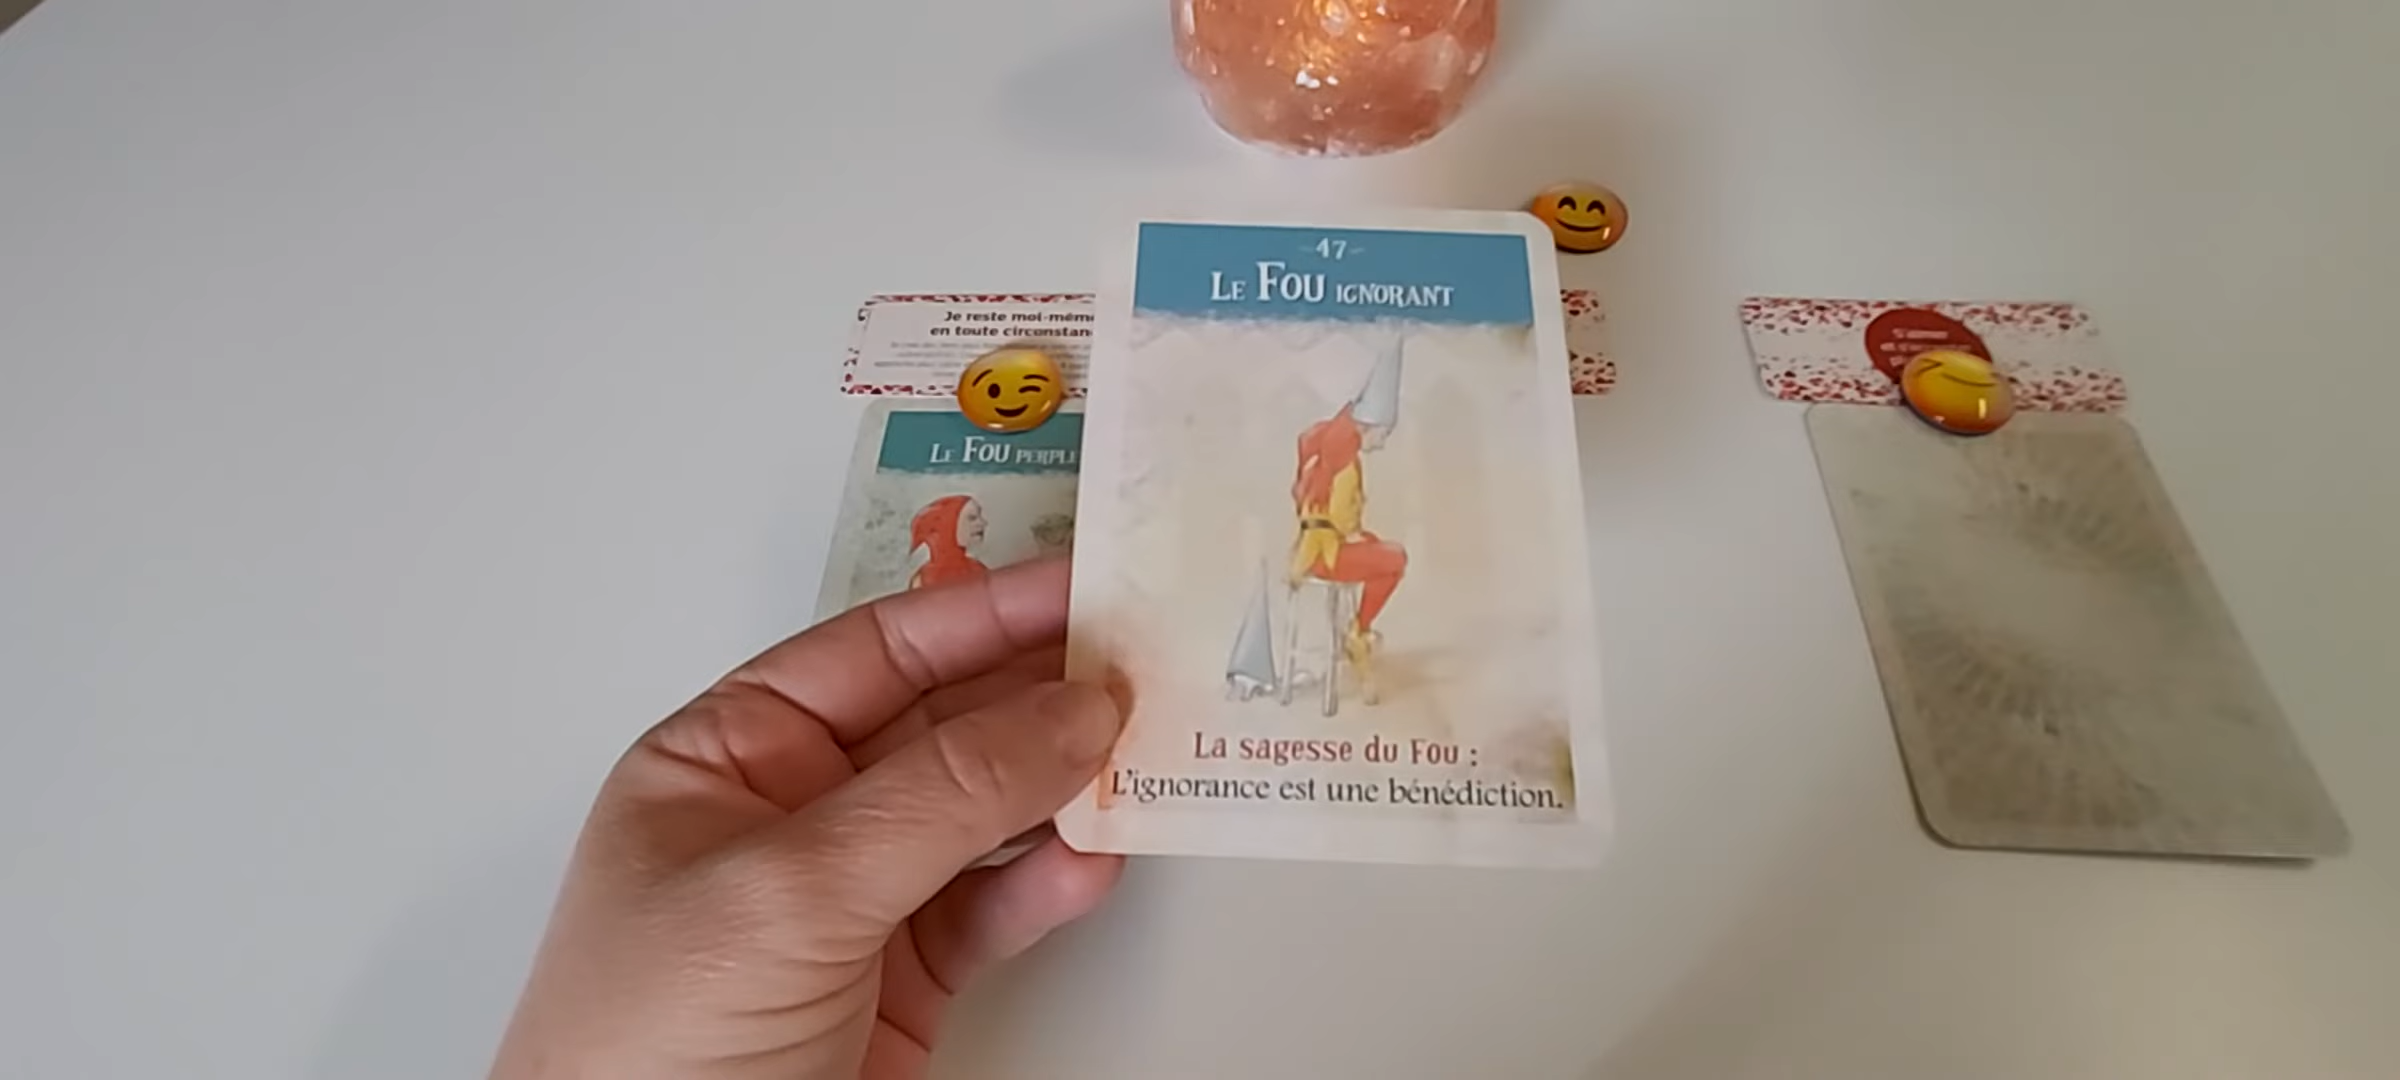 -47-
LE FOU IGNORANT
La sagesse du Fou :
L'ignorance est une bénédiction.
Je reste moi-même
en toute circonstan
LE FOU PERPLE